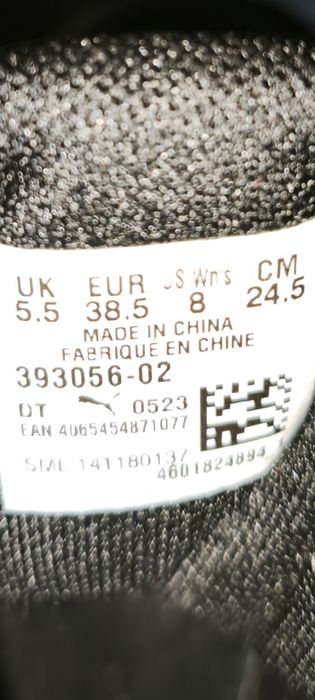 UK EUR US Wn's CM
5.5 38.5 8 24.5
MADE IN CHINA
FABRIQUE EN CHINE
393056-02
DT 0523
EAN 4065454871077
SML 14118013/
4601824894